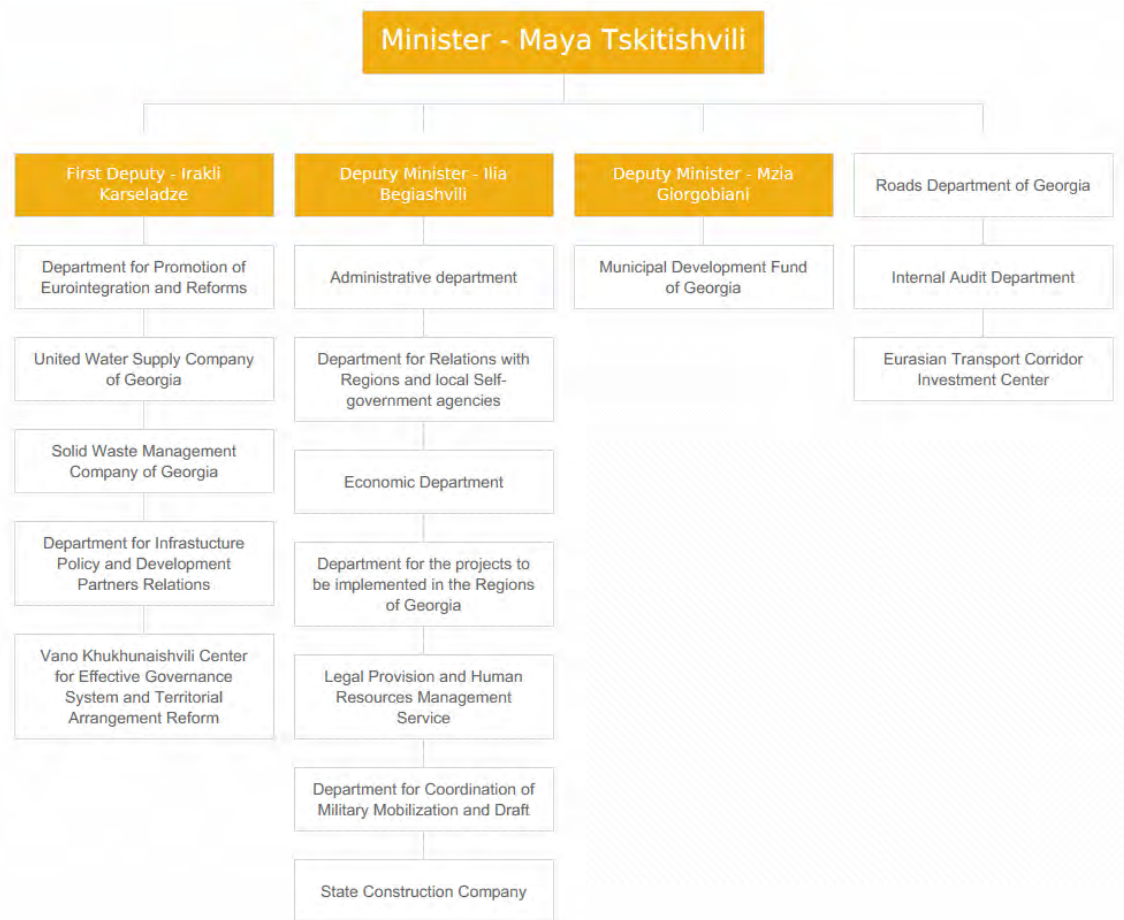 Minister - Maya Tskitishvili
First Deputy - Irakli
Karseladze
Department for Promotion of
Eurointegration and Reforms
United Water Supply Company
of Georgia
Solid Waste Management
Company of Georgia
Department for Infrastucture
Policy and Development
Partners Relations
Vano Khukhunaishvili Center
for Effective Governance
System and Territorial
Arrangement Reform
Deputy Minister - Ilia
Begiashvili
Administrative department
Department for Relations with
Regions and local Self-
government agencies
Economic Department
Department for the projects to
be implemented in the Regions
of Georgia
Legal Provision and Human
Resources Management
Service
Department for Coordination of
Military Mobilization and Draft
State Construction Company
Deputy Minister - Mzia
Giorgobiani
Municipal Development Fund
of Georgia
Roads Department of Georgia
Internal Audit Department
Eurasian Transport Corridor
Investment Center